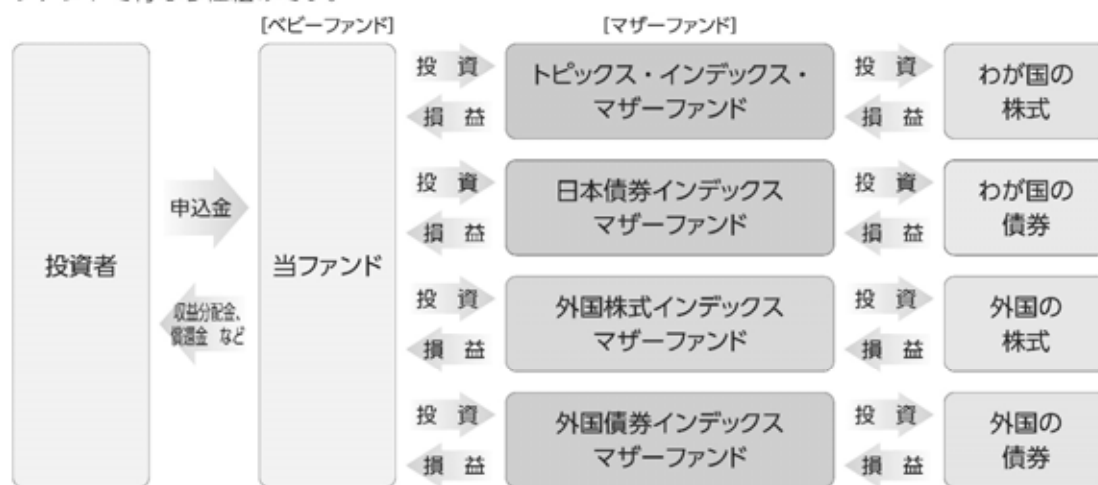 [ベビーファンド]
[マザーファンド]
投資者
申込金
収益分配金、
償還金 など
当ファンド
投 資
損 益
トピックス・インデックス・
マザーファンド
投 資
損 益
わが国の
株式
投 資
損 益
日本債券インデックス
マザーファンド
投 資
損 益
わが国の
債券
投 資
損 益
外国株式インデックス
マザーファンド
投 資
損 益
外国の
株式
投 資
損 益
外国債券インデックス
マザーファンド
投 資
損 益
外国の
債券